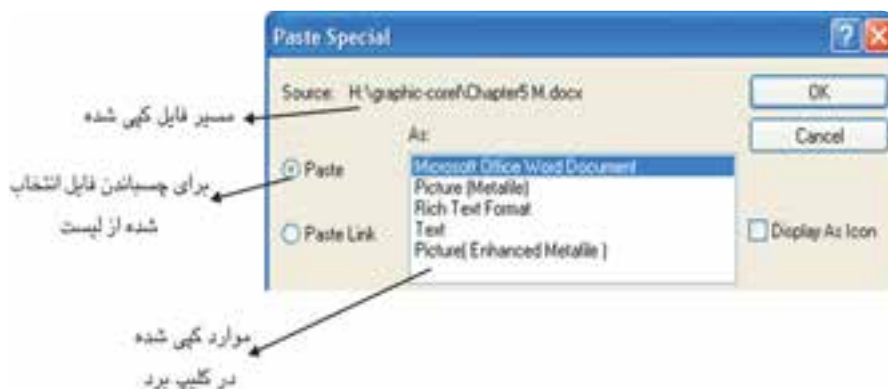 Paste Special
Source: H:\graphic-corel\Chapter5 M.docx
OK
مسیر فایل کپی شده
As:
Cancel
Paste
Microsoft Office Word Document
برای چسباندن فایل انتخاب
Picture (Metafile)
Rich Text Format
شده از لیست
Paste Link
Text
Display As Icon
Picture( Enhanced Metafile )
موارد کپی شده
در کلیپ برد